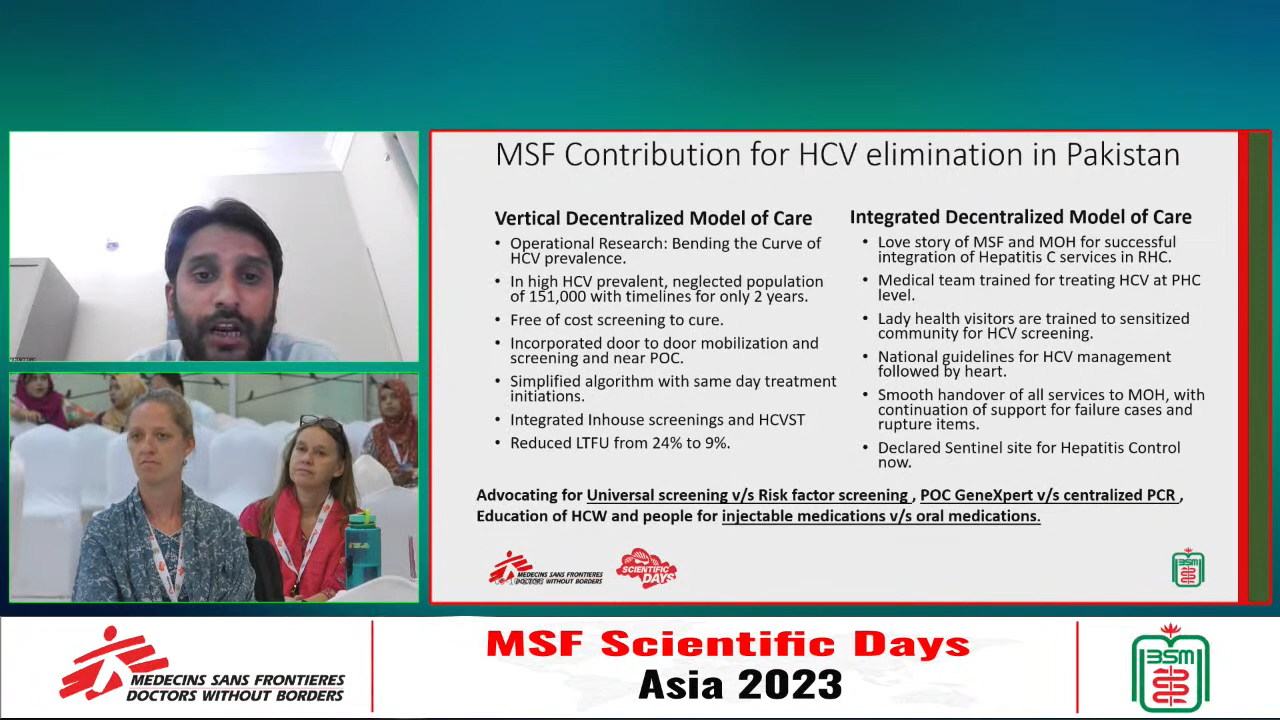 MSF Contribution for HCV elimination in Pakistan
Vertical Decentralized Model of Care
• Operational Research: Bending the Curve of
HCV prevalence.
• In high HCV prevalent, neglected population
of 151,000 with timelines for only 2 years.
• Free of cost screening to cure.
• Incorporated door to door mobilization and
screening and near POC.
• Simplified algorithm with same day treatment
initiations.
• Integrated Inhouse screenings and HCVST
• Reduced LTFU from 24% to 9%.
Integrated Decentralized Model of Care
• Love story of MSF and MOH for successful
integration of Hepatitis C services in RHC.
• Medical team trained for treating HCV at PHC
level.
• Lady health visitors are trained to sensitized
community for HCV screening.
• National guidelines for HCV management
followed by heart.
• Smooth handover of all services to MOH, with
continuation of support for failure cases and
rupture items.
• Declared Sentinel site for Hepatitis Control
now.
Advocating for Universal screening v/s Risk factor screening , POC GeneXpert v/s centralized PCR ,
Education of HCW and people for injectable medications v/s oral medications.
MEDECINS SANS FRONTIERES
DOCTORS WITHOUT BORDERS
SCIENTIFIC
DAYS
MEDECINS SANS FRONTIERES
DOCTORS WITHOUT BORDERS
MSF Scientific Days
Asia 2023
BSM